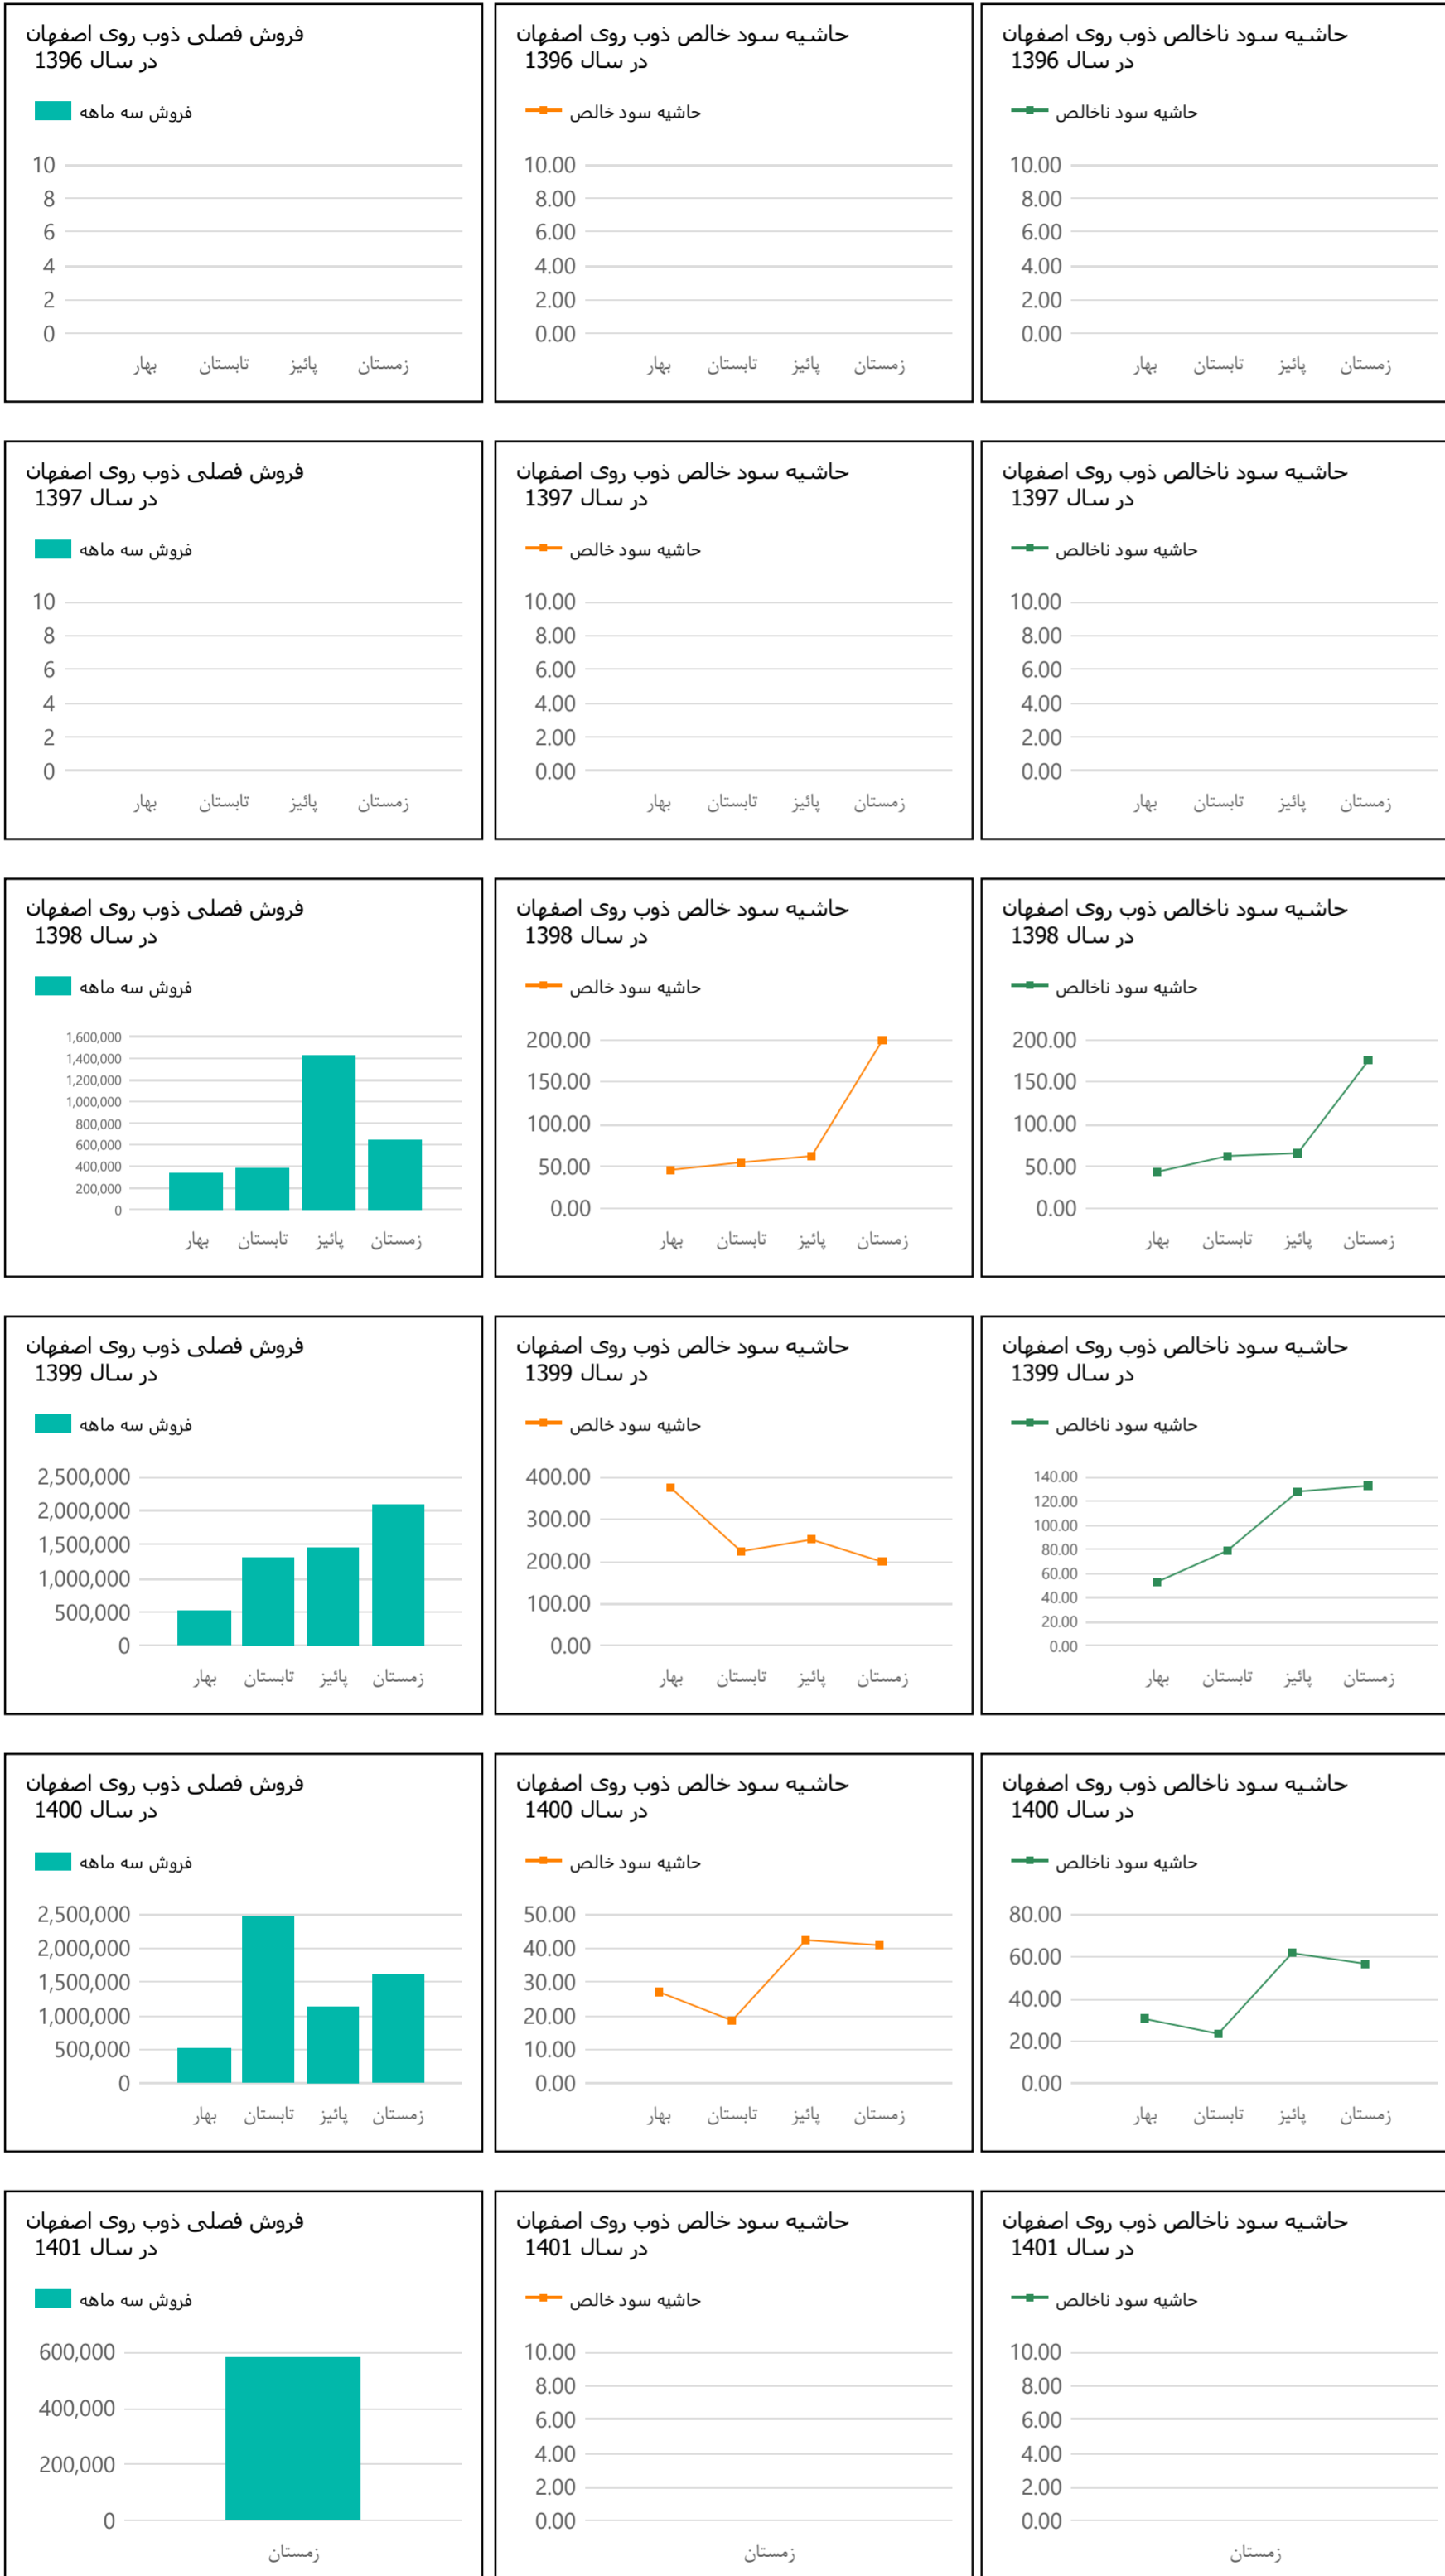 فروش فصلی ذوب روی اصفهان
در سال 1396
فروش سه ماهه
10
8
6
4
2
0
بهار تابستان پائیز زمستان
حاشیه سود خالص ذوب روی اصفهان
در سال 1396
حاشیه سود خالص
10.00
8.00
6.00
4.00
2.00
0.00
بهار تابستان پائیز زمستان
حاشیه سود ناخالص ذوب روی اصفهان
در سال 1396
حاشیه سود ناخالص
10.00
8.00
6.00
4.00
2.00
0.00
بهار تابستان پائیز زمستان
فروش فصلی ذوب روی اصفهان
در سال 1397
فروش سه ماهه
10
8
6
4
2
0
بهار تابستان پائیز زمستان
حاشیه سود خالص ذوب روی اصفهان
در سال 1397
حاشیه سود خالص
10.00
8.00
6.00
4.00
2.00
0.00
بهار تابستان پائیز زمستان
حاشیه سود ناخالص ذوب روی اصفهان
در سال 1397
حاشیه سود ناخالص
10.00
8.00
6.00
4.00
2.00
0.00
بهار تابستان پائیز زمستان
فروش فصلی ذوب روی اصفهان
در سال 1398
فروش سه ماهه
1,600,000
1,400,000
1,200,000
1,000,000
800,000
600,000
400,000
200,000
0
بهار تابستان پائیز زمستان
حاشیه سود خالص ذوب روی اصفهان
در سال 1398
حاشیه سود خالص
200.00
150.00
100.00
50.00
0.00
بهار تابستان پائیز زمستان
حاشیه سود ناخالص ذوب روی اصفهان
در سال 1398
حاشیه سود ناخالص
200.00
150.00
100.00
50.00
0.00
بهار تابستان پائیز زمستان
فروش فصلی ذوب روی اصفهان
در سال 1399
فروش سه ماهه
2,500,000
2,000,000
1,500,000
1,000,000
500,000
0
بهار تابستان پائیز زمستان
حاشیه سود خالص ذوب روی اصفهان
در سال 1399
حاشیه سود خالص
400.00
300.00
200.00
100.00
0.00
بهار تابستان پائیز زمستان
حاشیه سود ناخالص ذوب روی اصفهان
در سال 1399
حاشیه سود ناخالص
140.00
120.00
100.00
80.00
60.00
40.00
20.00
0.00
بهار تابستان پائیز زمستان
فروش فصلی ذوب روی اصفهان
در سال 1400
فروش سه ماهه
2,500,000
2,000,000
1,500,000
1,000,000
500,000
0
بهار تابستان پائیز زمستان
حاشیه سود خالص ذوب روی اصفهان
در سال 1400
حاشیه سود خالص
50.00
40.00
30.00
20.00
10.00
0.00
بهار تابستان پائیز زمستان
حاشیه سود ناخالص ذوب روی اصفهان
در سال 1400
حاشیه سود ناخالص
80.00
60.00
40.00
20.00
0.00
بهار تابستان پائیز زمستان
فروش فصلی ذوب روی اصفهان
در سال 1401
فروش سه ماهه
600,000
400,000
200,000
0
زمستان
حاشیه سود خالص ذوب روی اصفهان
در سال 1401
حاشیه سود خالص
10.00
8.00
6.00
4.00
2.00
0.00
زمستان
حاشیه سود ناخالص ذوب روی اصفهان
در سال 1401
حاشیه سود ناخالص
10.00
8.00
6.00
4.00
2.00
0.00
زمستان